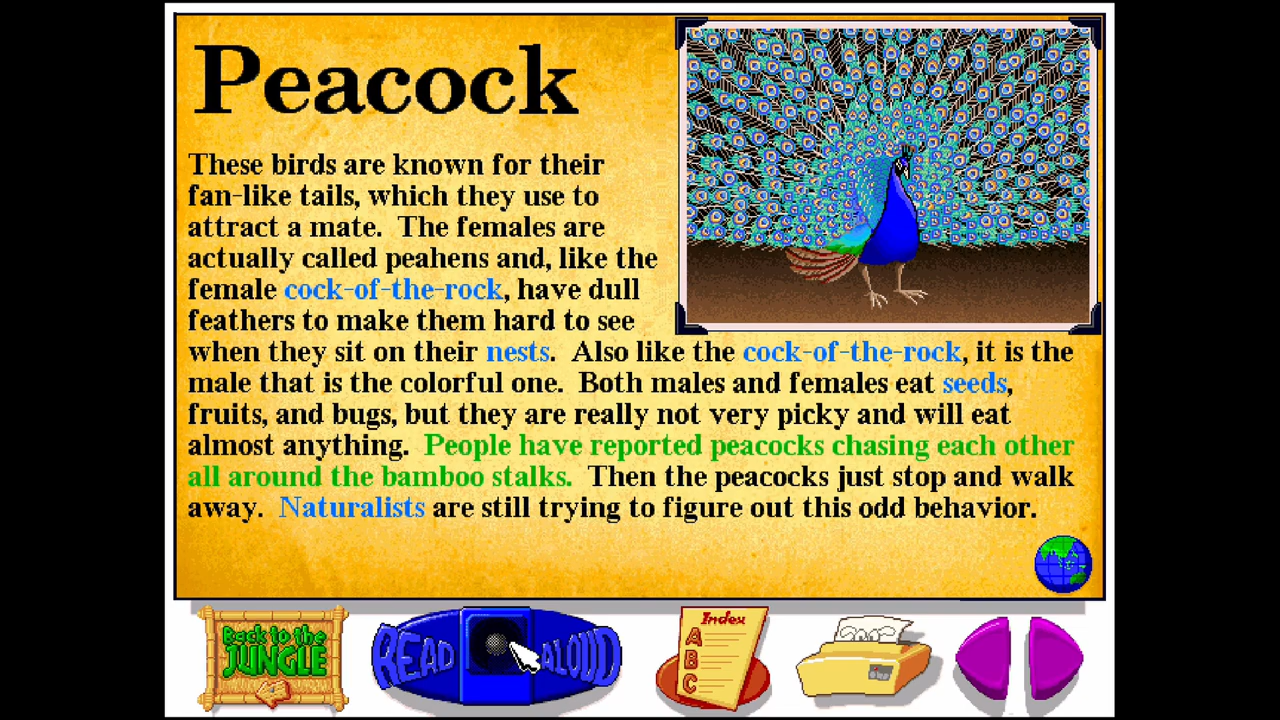 Peacock
These birds are known for their
fan-like tails, which they use to
attract a mate.  The females are
actually called peahens and, like the
female cock-of-the-rock, have dull
feathers to make them hard to see
when they sit on their nests.  Also like the cock-of-the-rock, it is the
male that is the colorful one.  Both males and females eat seeds,
fruits, and bugs, but they are really not very picky and will eat
almost anything.  People have reported peacocks chasing each other
all around the bamboo stalks.  Then the peacocks just stop and walk
away.  Naturalists are still trying to figure out this odd behavior.
Back to the
JUNGLE
READ ALOUD
Index
A
B
C